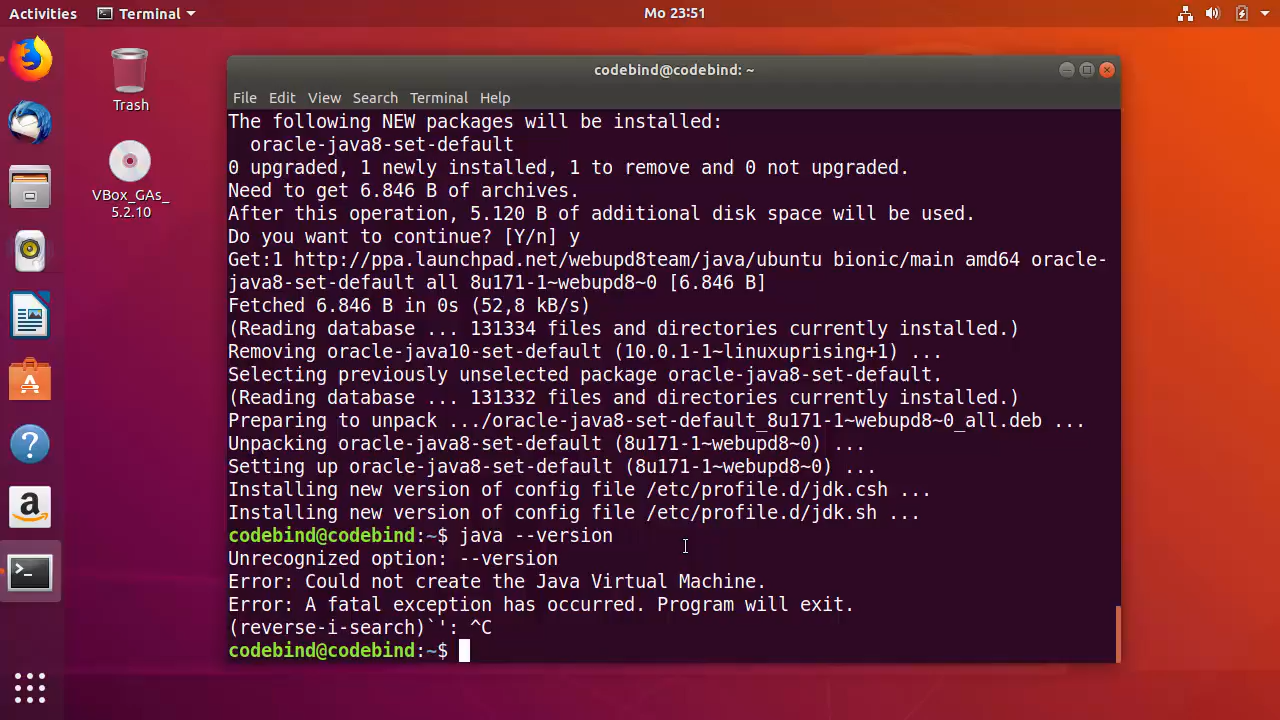 Activities Terminal Mo 23:51
Trash
VBox_GAs_
5.2.10
codebind@codebind: ~
File Edit View Search Terminal Help
The following NEW packages will be installed:
  oracle-java8-set-default
0 upgraded, 1 newly installed, 1 to remove and 0 not upgraded.
Need to get 6.846 B of archives.
After this operation, 5.120 B of additional disk space will be used.
Do you want to continue? [Y/n] y
Get:1 http://ppa.launchpad.net/webupd8team/java/ubuntu bionic/main amd64 oracle-
java8-set-default all 8u171-1~webupd8~0 [6.846 B]
Fetched 6.846 B in 0s (52,8 kB/s)
(Reading database ... 131334 files and directories currently installed.)
Removing oracle-java10-set-default (10.0.1-1~linuxuprising+1) ...
Selecting previously unselected package oracle-java8-set-default.
(Reading database ... 131332 files and directories currently installed.)
Preparing to unpack .../oracle-java8-set-default_8u171-1~webupd8~0_all.deb ...
Unpacking oracle-java8-set-default (8u171-1~webupd8~0) ...
Setting up oracle-java8-set-default (8u171-1~webupd8~0) ...
Installing new version of config file /etc/profile.d/jdk.csh ...
Installing new version of config file /etc/profile.d/jdk.sh ...
codebind@codebind:~$ java --version
Unrecognized option: --version
Error: Could not create the Java Virtual Machine.
Error: A fatal exception has occurred. Program will exit.
(reverse-i-search)`': ^C
codebind@codebind:~$